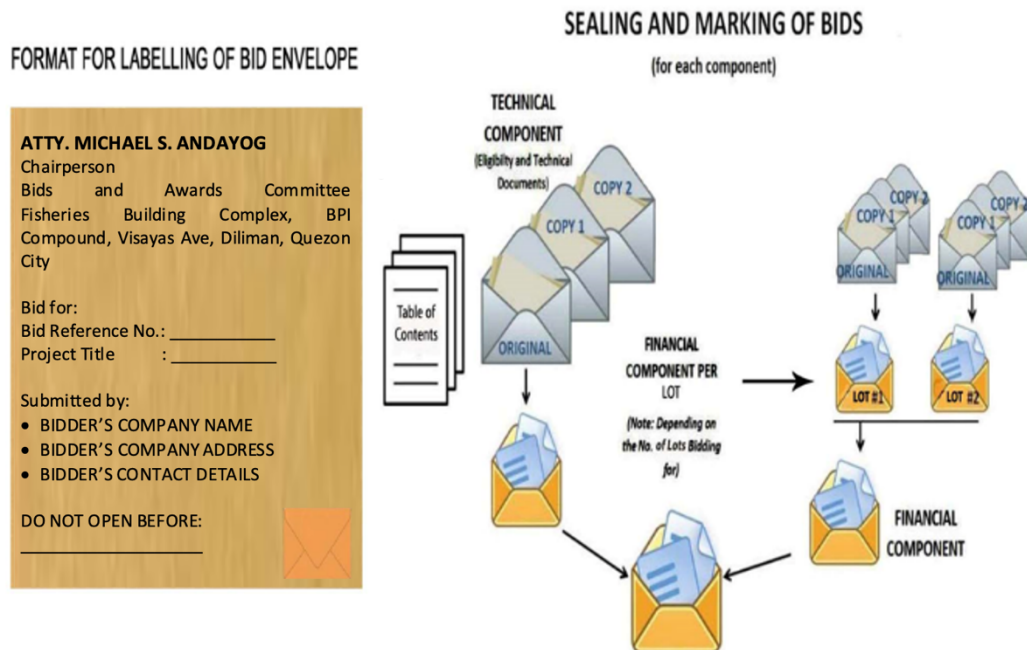 FORMAT FOR LABELLING OF BID ENVELOPE
ATTY. MICHAEL S. ANDAYOG
Chairperson
Bids and Awards Committee
Fisheries Building Complex, BPI
Compound, Visayas Ave, Diliman, Quezon
City
Bid for:
Bid Reference No.: ___________
Project Title : ___________
Submitted by:
• BIDDER'S COMPANY NAME
• BIDDER'S COMPANY ADDRESS
• BIDDER'S CONTACT DETAILS
DO NOT OPEN BEFORE:
___________________
SEALING AND MARKING OF BIDS
(for each component)
TECHNICAL
COMPONENT
(Eligibilty and Technical
Documents)
COPY 2
COPY 1
ORIGINAL
Table of
Contents
FINANCIAL
COMPONENT PER
LOT
(Note: Depending on
the No. of Lots Bidding
for)
COPY 2
COPY 1
ORIGINAL
COPY 2
COPY 1
ORIGINAL
LOT #1
LOT #2
FINANCIAL
COMPONENT